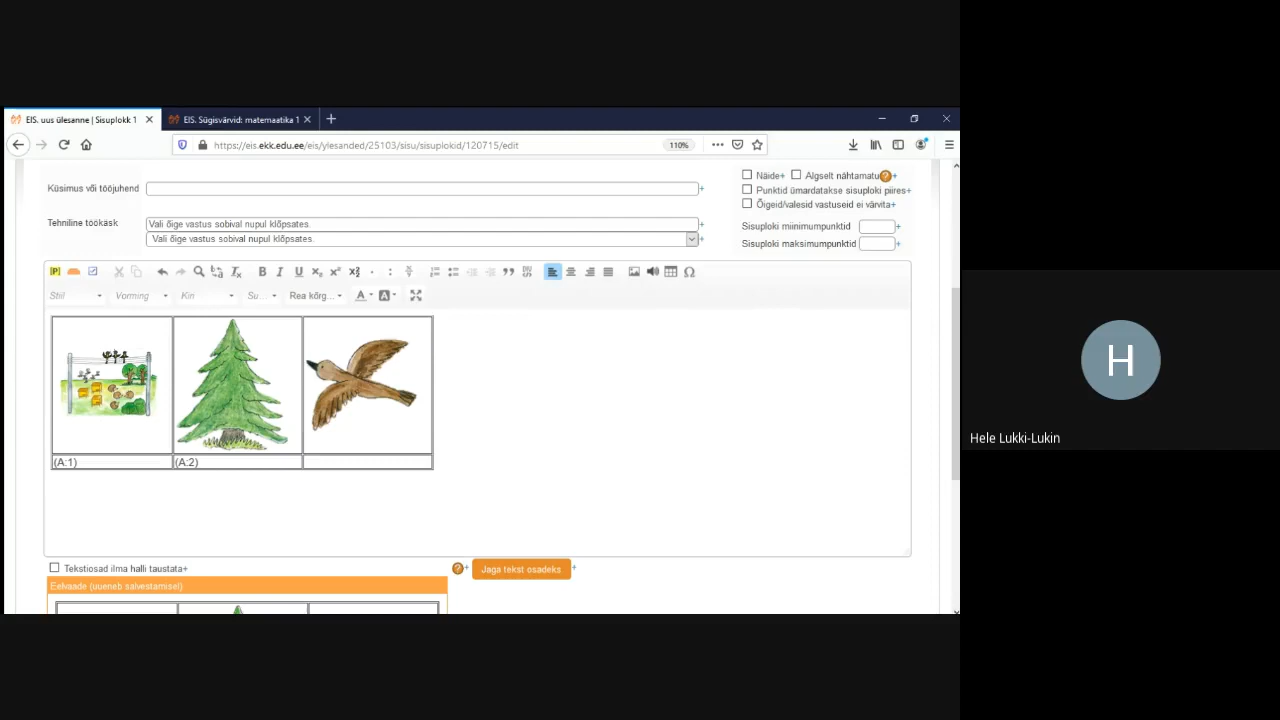 EIS. uus ülesanne | Sisuplokk 1
EIS. Sügisvärvid: matemaatika 1
https://eis.ekk.edu.ee/eis/ylesanded/25103/sisu/sisuplokid/120715/edit
110%
Küsimus või tööjuhend
Näide+ Algselt nähtamatu ? +
Punktid ümardatakse sisuploki piires+
Õigeid/valesid vastuseid ei värvita+
Tehniline töökäsk
Vali õige vastus sobival nupul klõpsates.
Vali õige vastus sobival nupul klõpsates.
Sisuploki minimumpunktid
Sisuploki maksimumpunktid
Stiil Vorming Kiri Su... Rea kõrg...
(A:1) (A:2)
Tekstiosad ilma halli taustata+
Jaga tekst osadeks
Eelvaade (uueneb salvestamisel)
H
Hele Lukki-Lukin